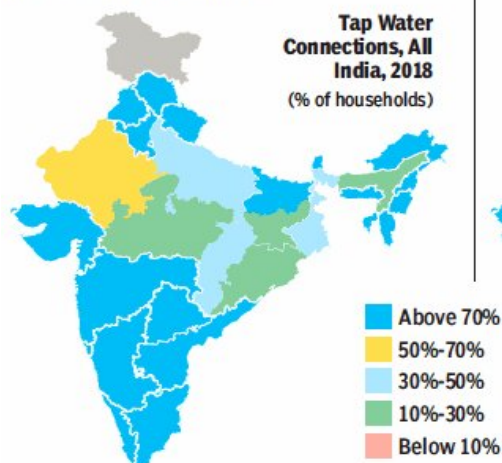 Tap Water
Connections, All
India, 2018
(% of households)
Above 70%
50%-70%
30%-50%
10%-30%
Below 10%